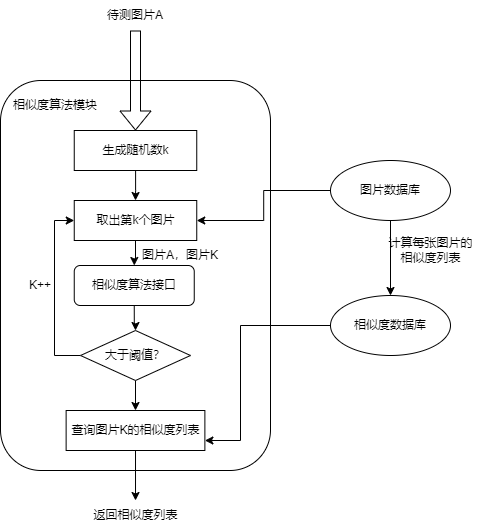 待测图片A
相似度算法模块
生成随机数k
取出第k个图片
图片数据库
图片A，图片K
计算每张图片的
相似度列表
K++
相似度算法接口
相似度数据库
大于阈值?
查询图片K的相似度列表
返回相似度列表